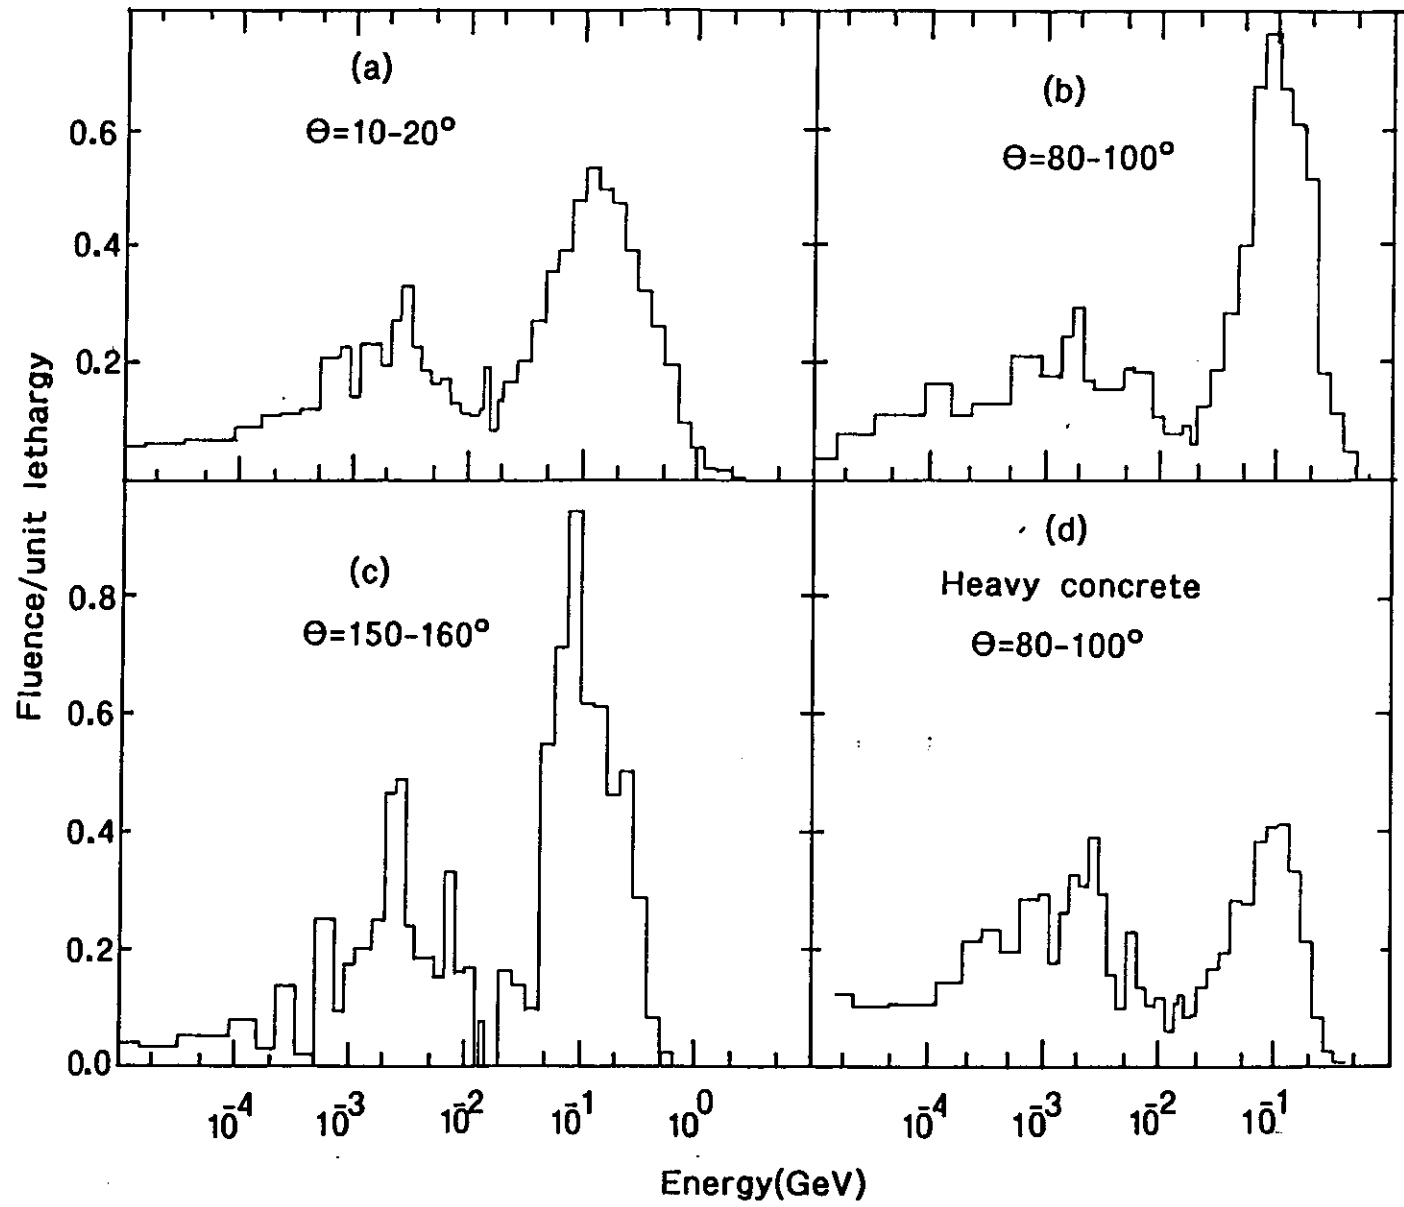 (a)
Θ=10-20°
0.6
0.4
0.2
(b)
Θ=80-100°
Fluence/unit lethargy
(c)
Θ=150-160°
0.8
0.6
0.4
0.2
0.0
(d)
Heavy concrete
Θ=80-100°
10⁻⁴ 10⁻³ 10⁻² 10⁻¹ 10⁰
10⁻⁴ 10⁻³ 10⁻² 10⁻¹
Energy(GeV)